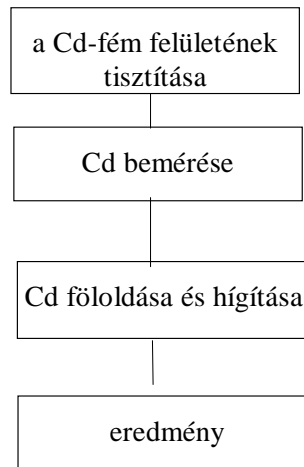 a Cd-fém felületének
tisztítása
Cd bemérése
Cd föloldása és hígítása
eredmény